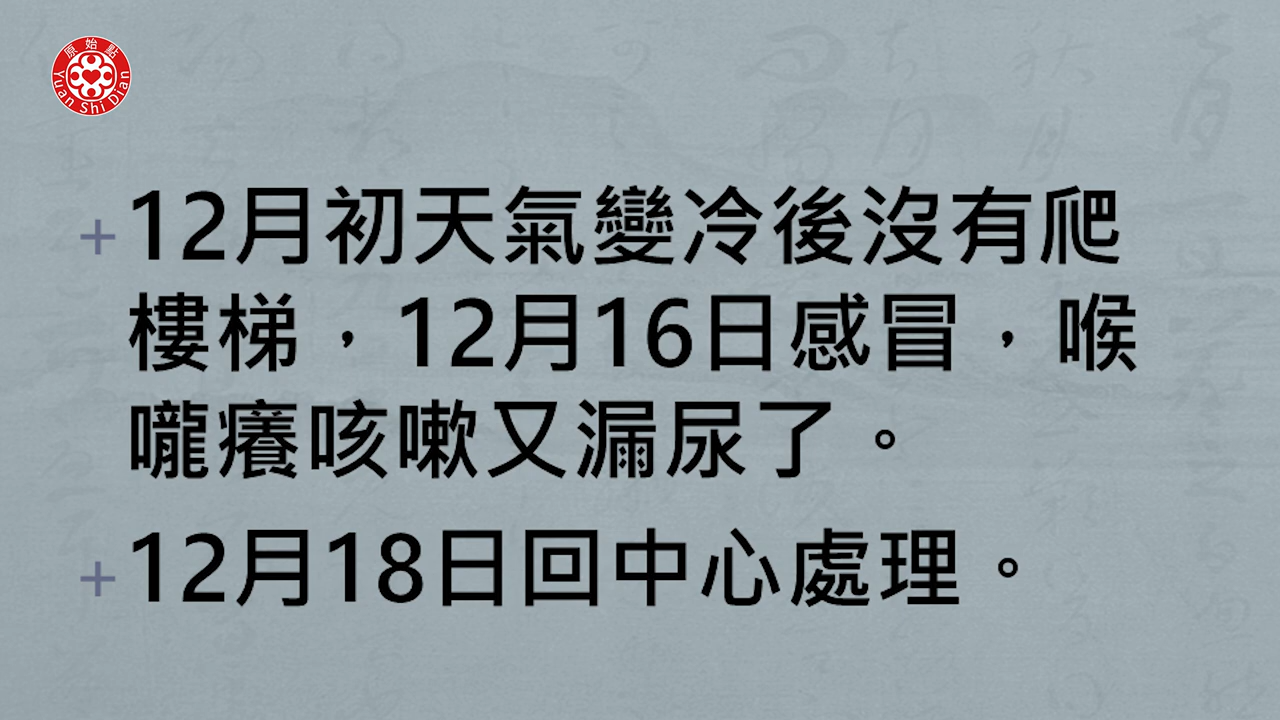 原始點
Yuan Shi Dian
+12月初天氣變冷後沒有爬
樓梯，12月16日感冒，喉
嚨癢咳嗽又漏尿了。
+12月18日回中心處理。